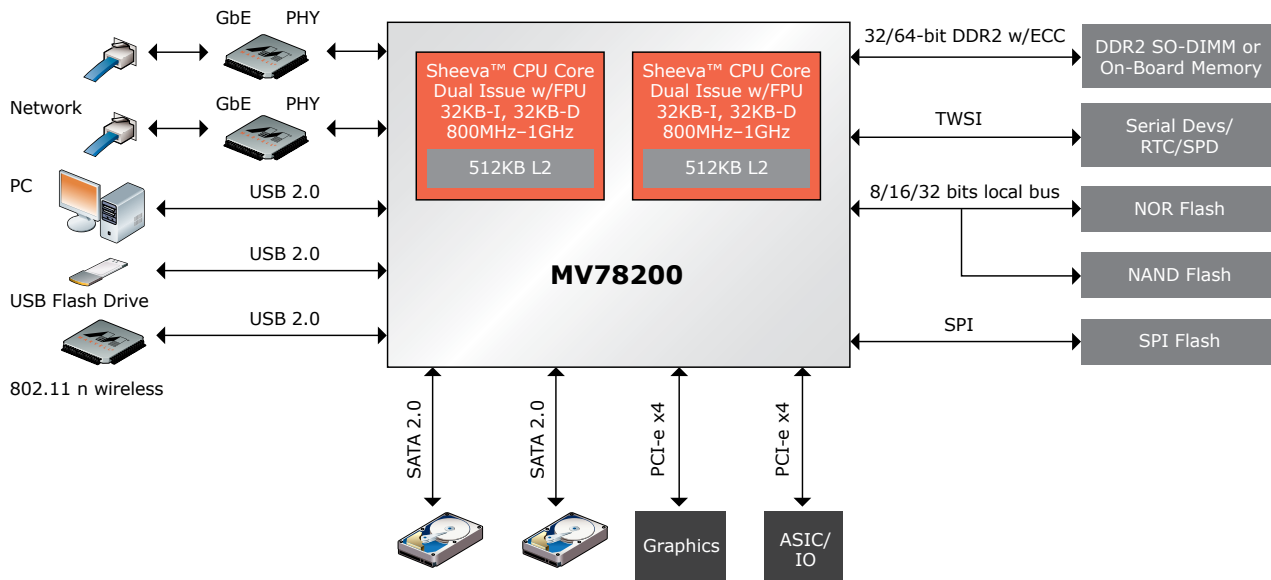 GbE PHY
Network
GbE PHY
PC
USB 2.0
USB 2.0
USB Flash Drive
USB 2.0
802.11 n wireless
Sheeva™ CPU Core
Dual Issue w/FPU
32KB-I, 32KB-D
800MHz–1GHz
512KB L2
Sheeva™ CPU Core
Dual Issue w/FPU
32KB-I, 32KB-D
800MHz–1GHz
512KB L2
MV78200
32/64-bit DDR2 w/ECC
DDR2 SO-DIMM or
On-Board Memory
TWSI
Serial Devs/
RTC/SPD
8/16/32 bits local bus
NOR Flash
NAND Flash
SPI
SPI Flash
SATA 2.0
SATA 2.0
PCI-e x4
PCI-e x4
Graphics
ASIC/
IO